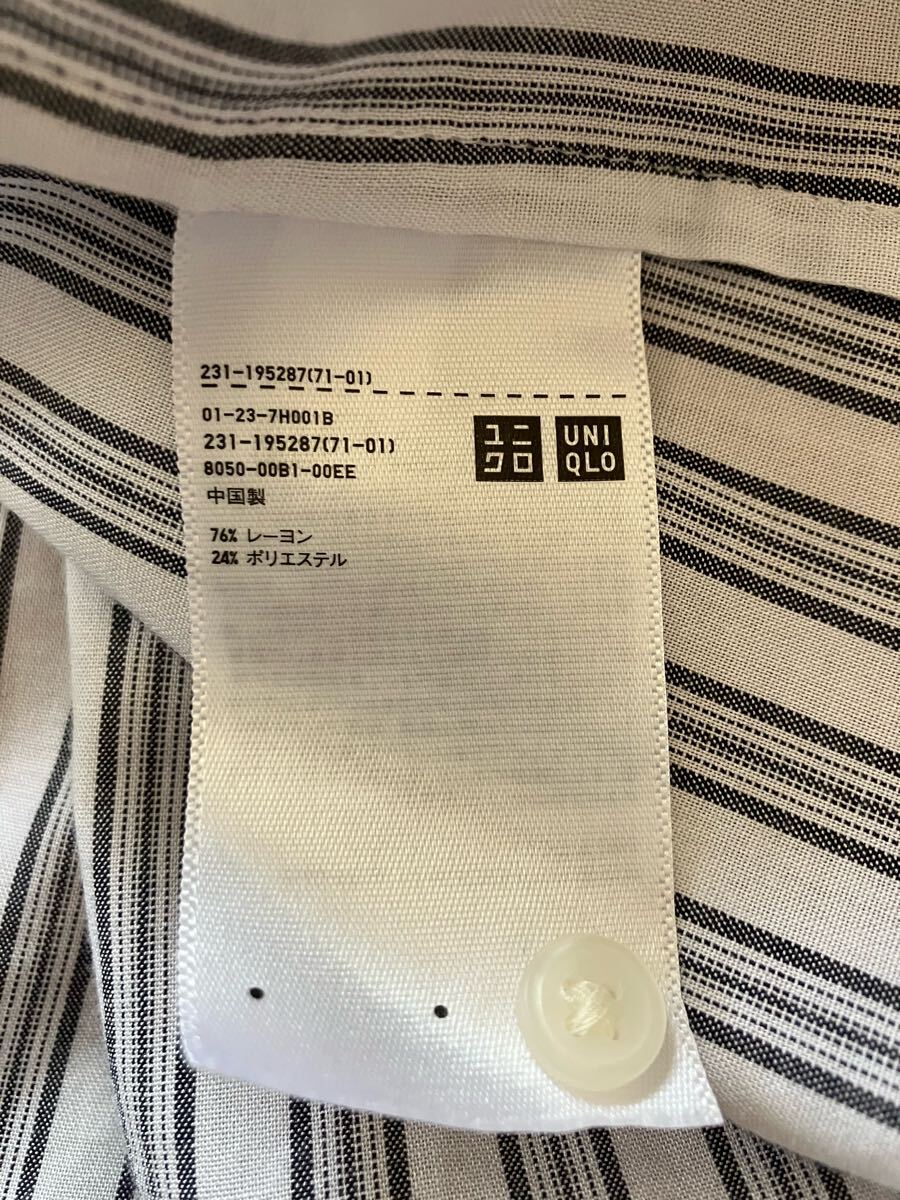 231-195287(71-01)
01-23-7H001B
231-195287(71-01)
8050-00B1-00EE
中国製
76% レーヨン
24% ポリエステル
ユニ
クロ
UNI
QLO